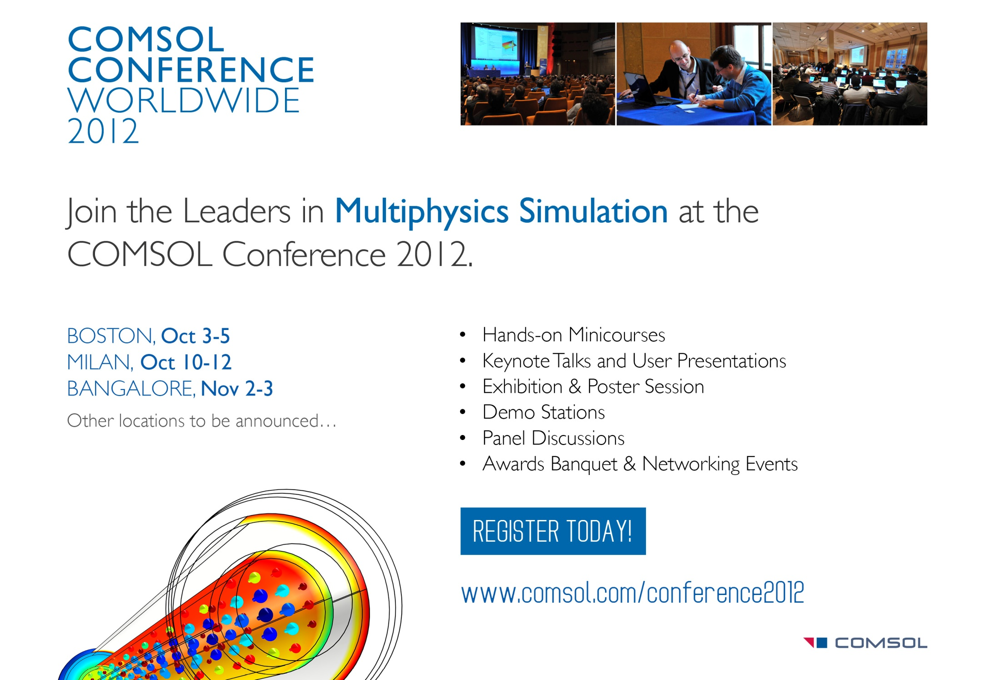 COMSOL
CONFERENCE
WORLDWIDE
2012
Join the Leaders in Multiphysics Simulation at the
COMSOL Conference 2012.
BOSTON, Oct 3-5
MILAN, Oct 10-12
BANGALORE, Nov 2-3
Other locations to be announced…
• Hands-on Minicourses
• Keynote Talks and User Presentations
• Exhibition & Poster Session
• Demo Stations
• Panel Discussions
• Awards Banquet & Networking Events
REGISTER TODAY!
www.comsol.com/conference2012
COMSOL